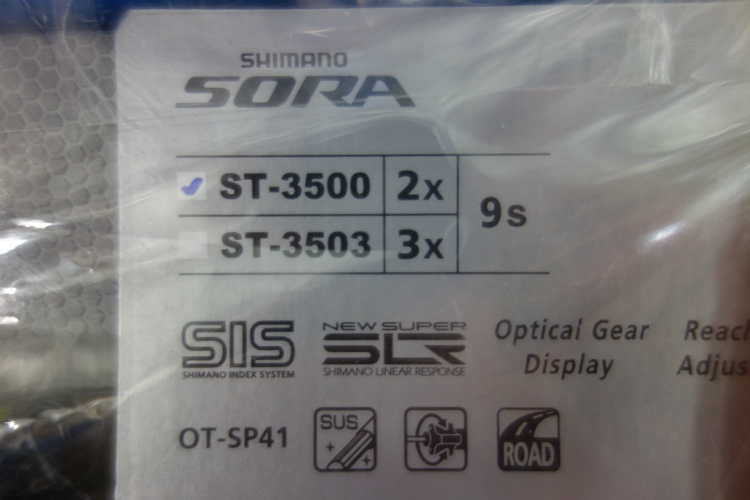 SHIMANO
SORA
ST-3500 2x
9s
ST-3503 3x
SIS
SHIMANO INDEX SYSTEM
NEW SUPER
SLR
SHIMANO LINEAR RESPONSE
Optical Gear
Display
OT-SP41
SUS
ROAD